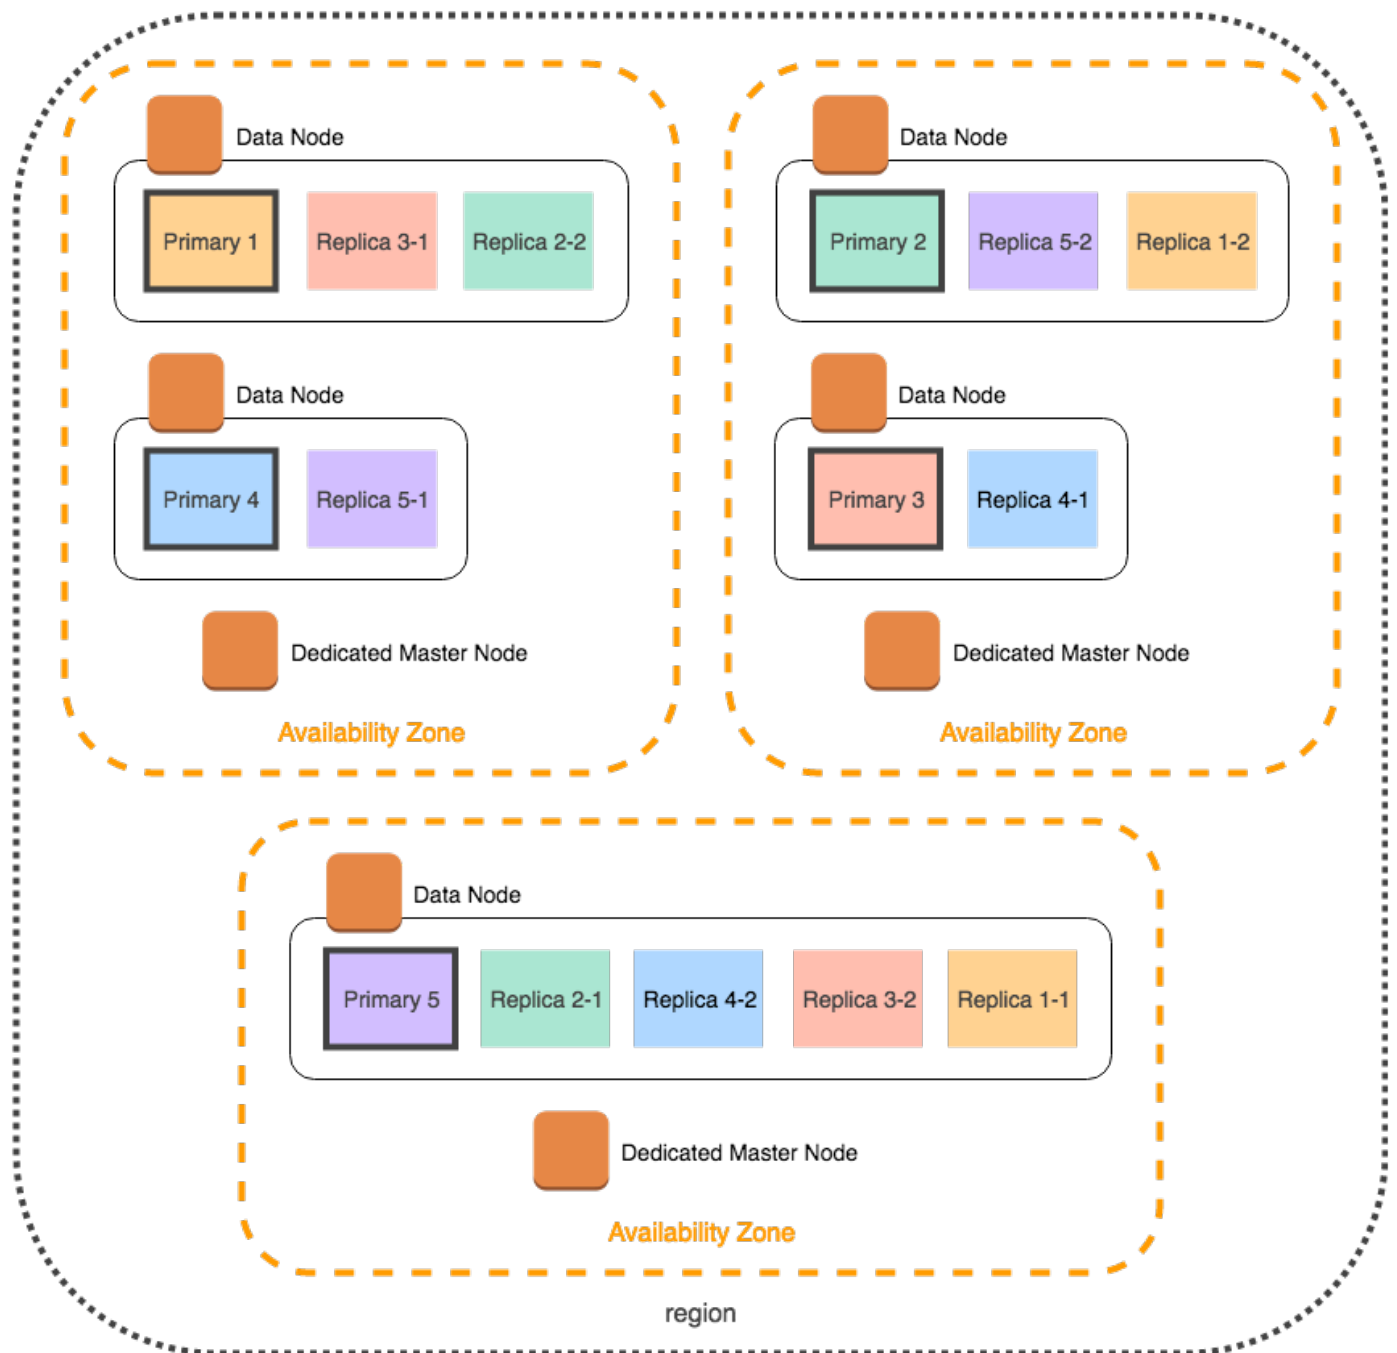 Data Node
Primary 1
Replica 3-1
Replica 2-2
Data Node
Primary 4
Replica 5-1
Dedicated Master Node
Availability Zone
Data Node
Primary 2
Replica 5-2
Replica 1-2
Data Node
Primary 3
Replica 4-1
Dedicated Master Node
Availability Zone
Data Node
Primary 5
Replica 2-1
Replica 4-2
Replica 3-2
Replica 1-1
Dedicated Master Node
Availability Zone
region